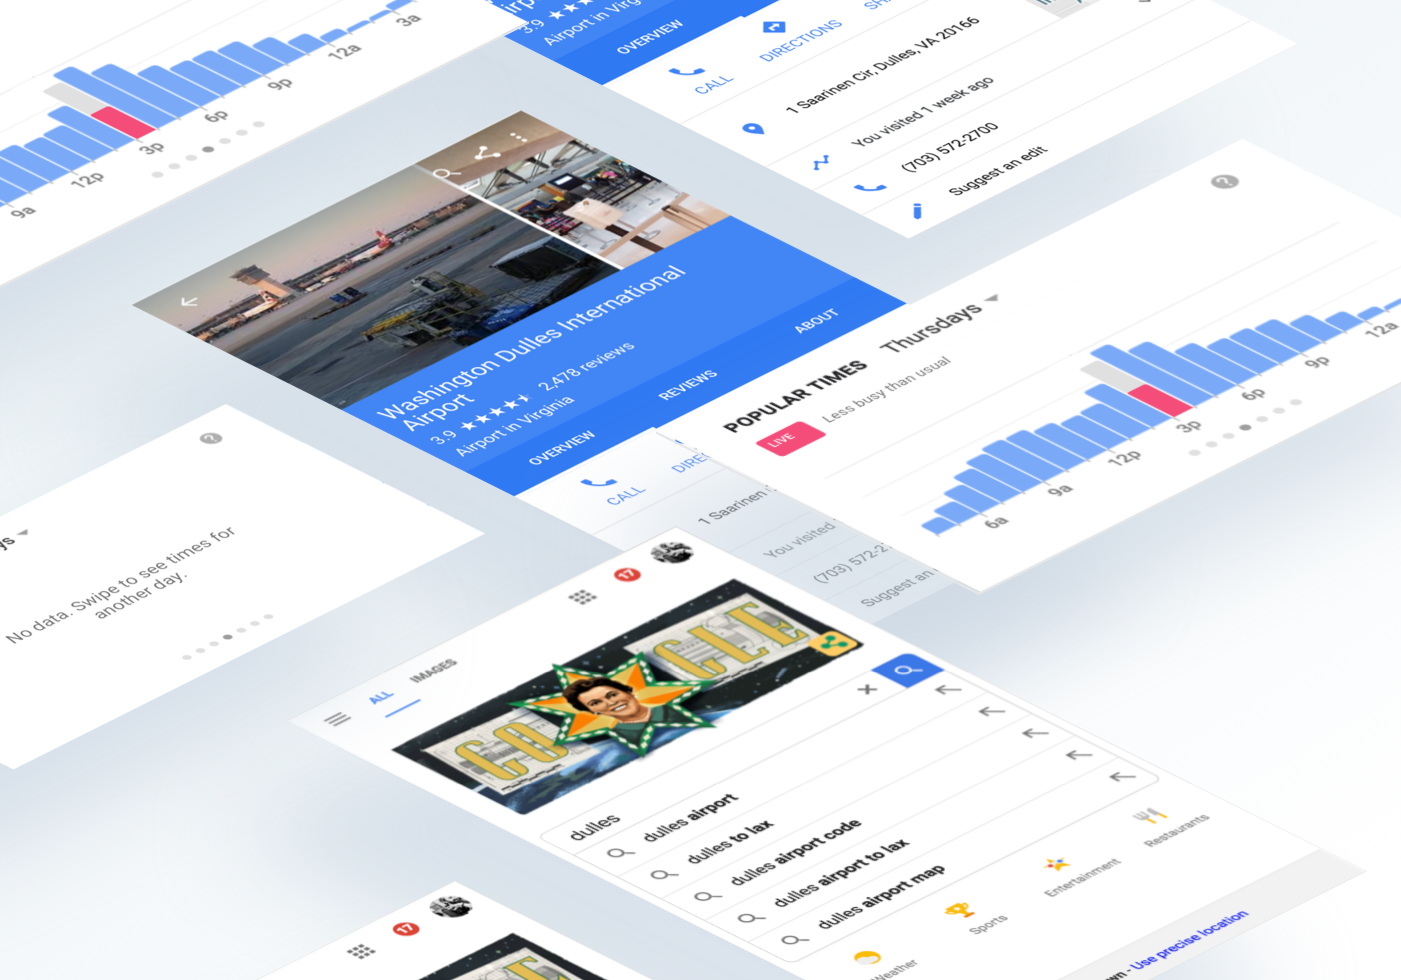 9a
12p
3p
6p
9p
12a
3a
3.9
Airport in
OVERVIEW
CALL
DIRECTIONS
1 Saarinen Cir, Dulles, VA 20166
You visited 1 week ago
(703) 572-2700
Suggest an edit
Washington Dulles International
Airport
3.9 2,478 reviews
Airport in Virginia
OVERVIEW
REVIEWS
ABOUT
CALL
1 Saarinen
You visited
(703) 572-2
Suggest an
POPULAR TIMES Thursdays
LIVE Less busy than usual
6a
9a
12p
3p
6p
9p
12a
No data. Swipe to see times for
another day.
17
ALL IMAGES
dulles
dulles airport
dulles to lax
dulles airport code
dulles airport to lax
dulles airport map
Weather
Sports
Entertainment
Restaurants
- Use precise location
17